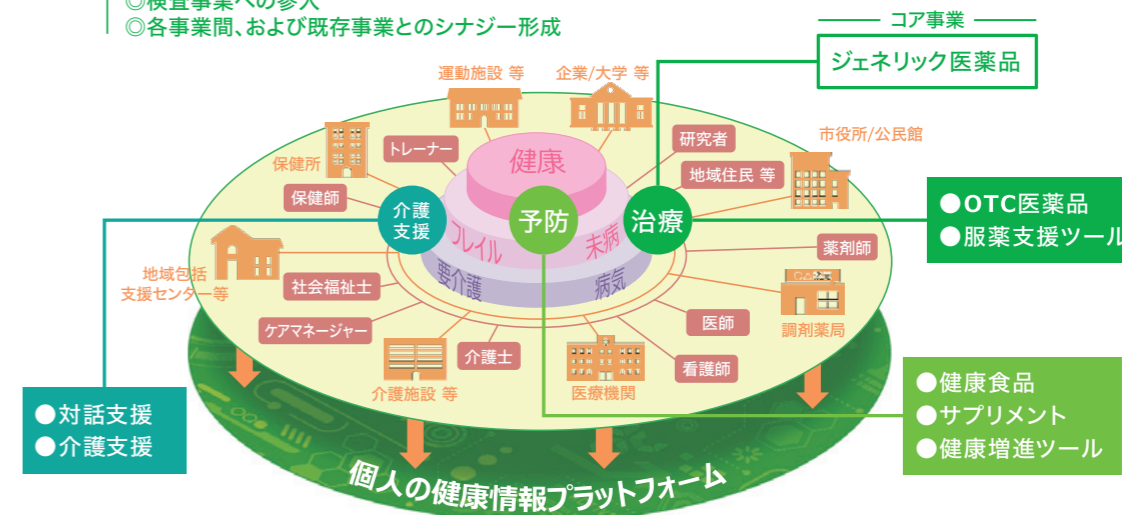 ◎検査事業への参入
◎各事業間、および既存事業とのシナジー形成
コア事業
ジェネリック医薬品
運動施設 等
企業/大学 等
市役所/公民館
保健所
トレーナー
健康
研究者
地域住民 等
保健師
介護
支援
予防
治療
●OTC医薬品
●服薬支援ツール
フレイル
未病
薬剤師
地域包括
支援センター等
社会福祉士
要介護
病気
ケアマネージャー
医師
調剤薬局
介護士
看護師
介護施設 等
医療機関
●対話支援
●介護支援
●健康食品
●サプリメント
●健康増進ツール
個人の健康情報プラットフォーム